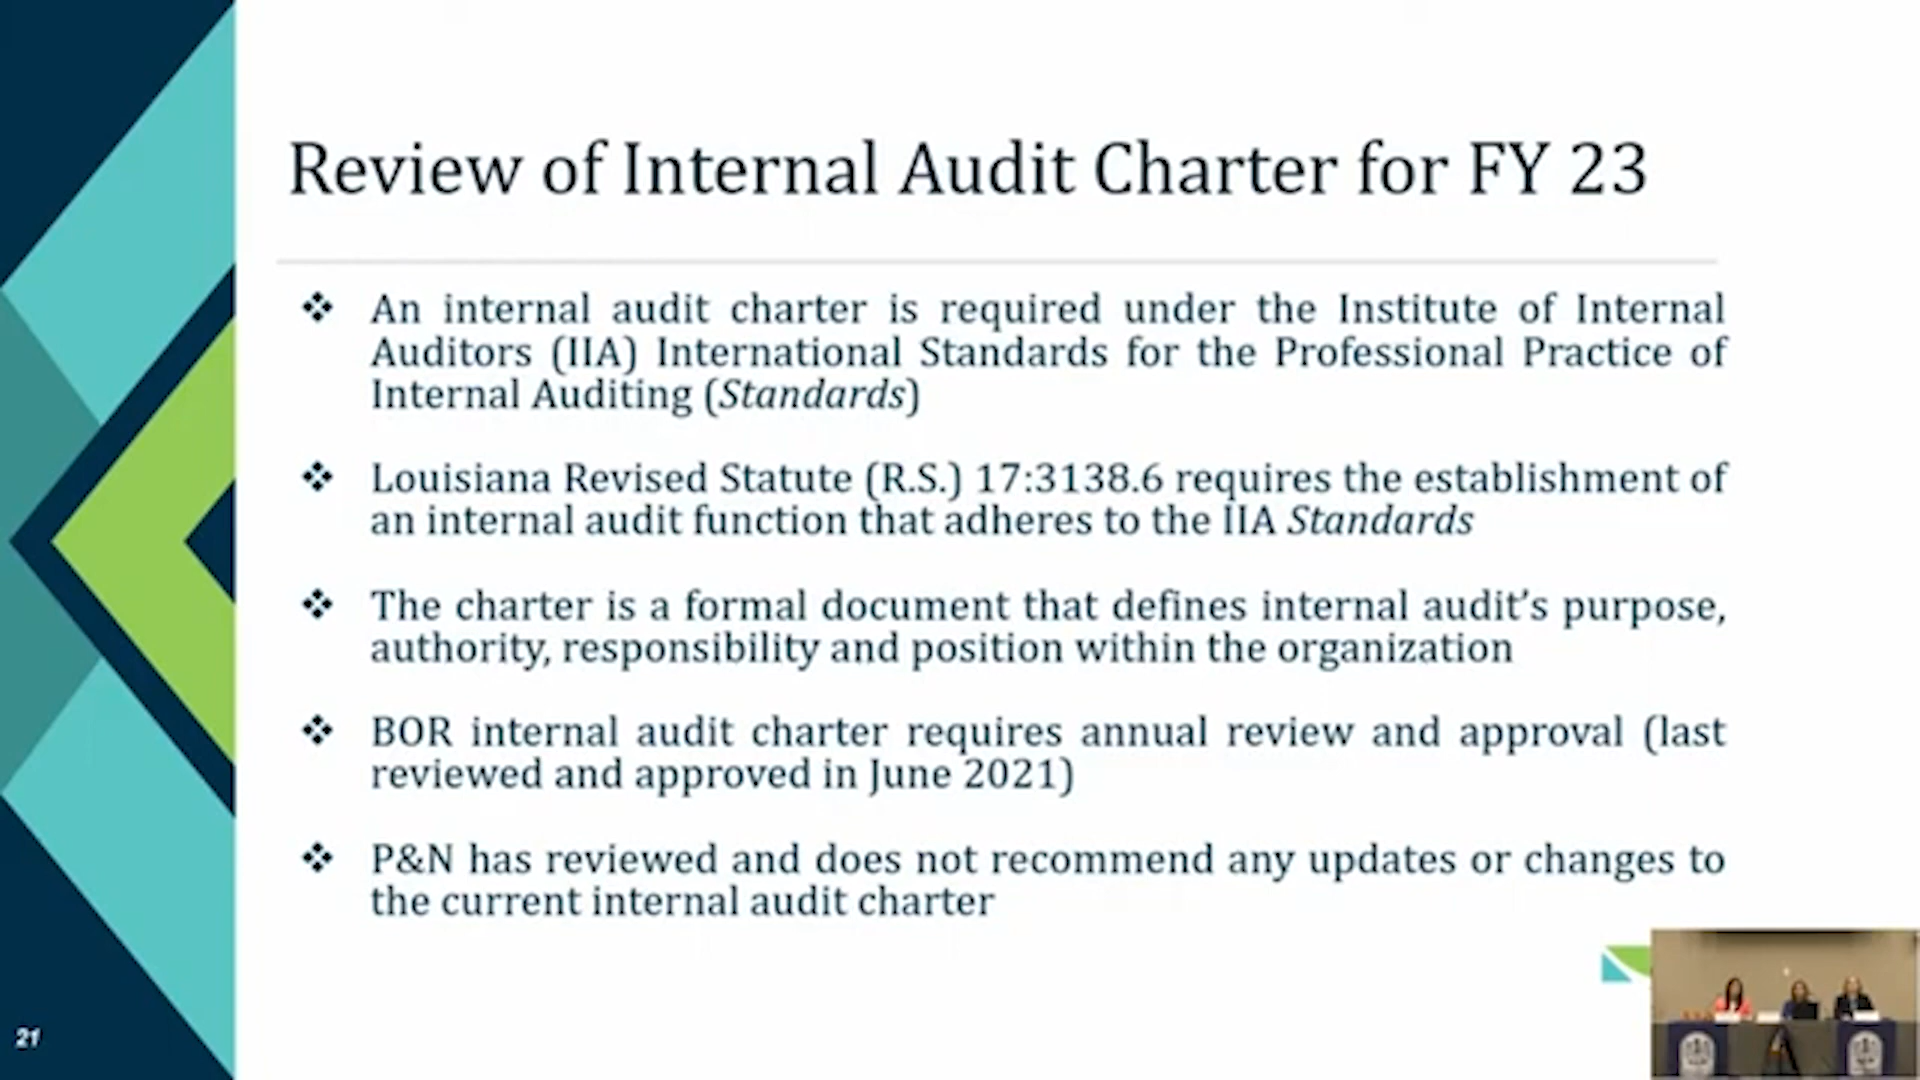 Review of Internal Audit Charter for FY 23
An internal audit charter is required under the Institute of Internal
Auditors (IIA) International Standards for the Professional Practice of
Internal Auditing (Standards)
Louisiana Revised Statute (R.S.) 17:3138.6 requires the establishment of
an internal audit function that adheres to the IIA Standards
The charter is a formal document that defines internal audit’s purpose,
authority, responsibility and position within the organization
BOR internal audit charter requires annual review and approval (last
reviewed and approved in June 2021)
P&N has reviewed and does not recommend any updates or changes to
the current internal audit charter
21